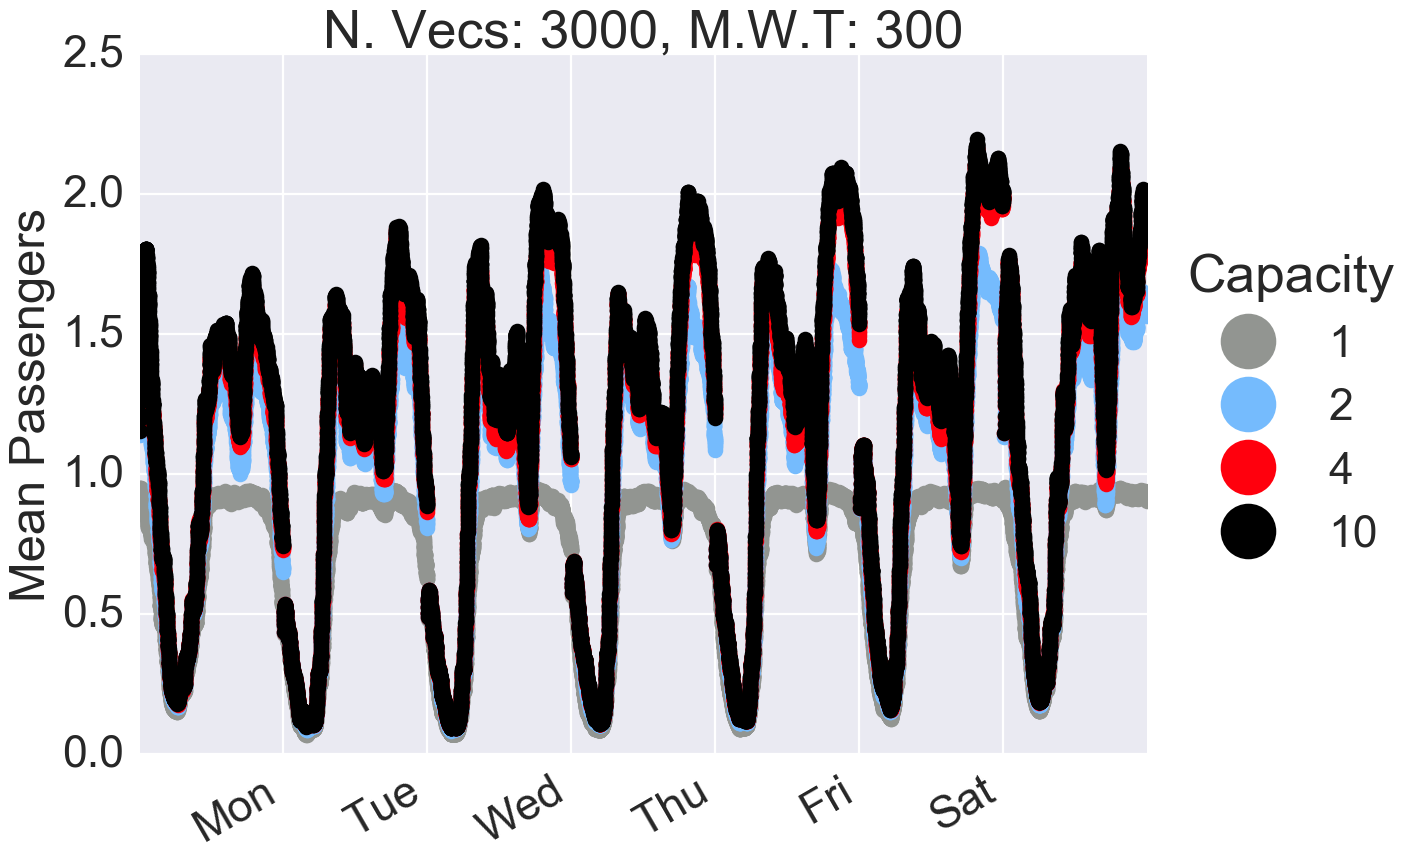 N. Vecs: 3000, M.W.T: 300
2.5
2.0
1.5
1.0
0.5
0.0
Mean Passengers
Mon
Tue
Wed
Thu
Fri
Sat
Capacity
1
2
4
10